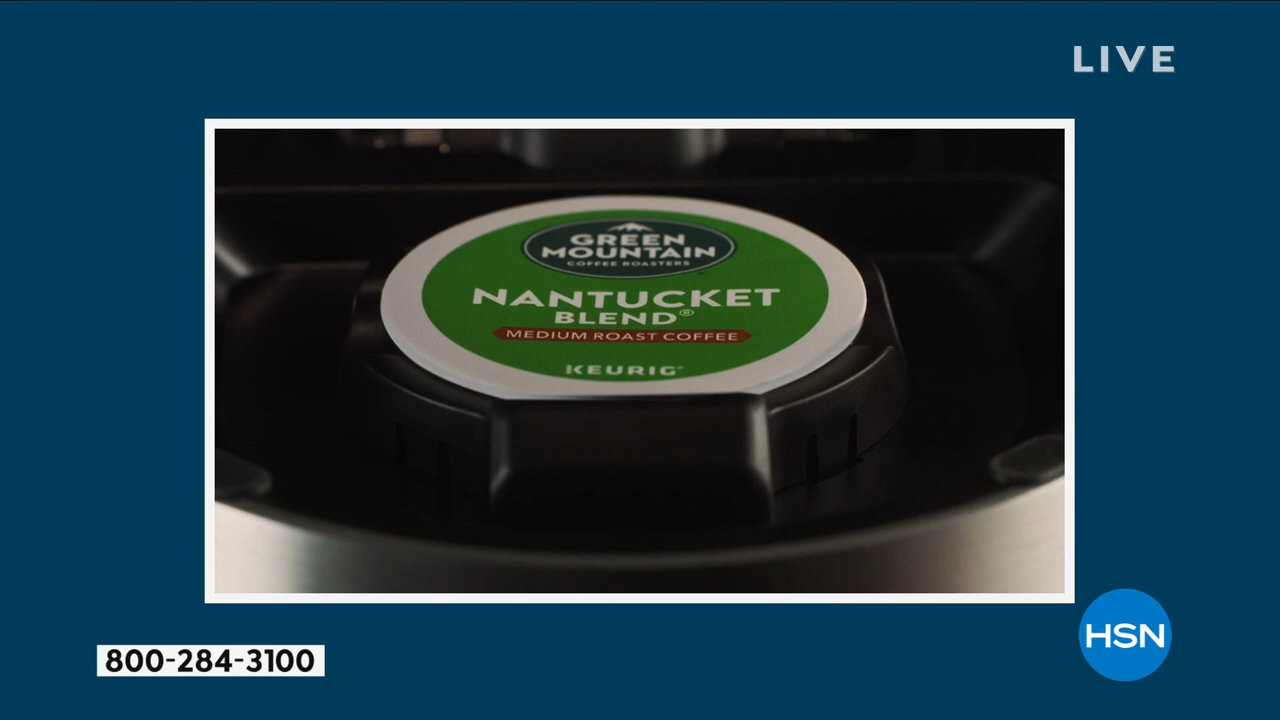 LIVE
GREEN
MOUNTAIN
COFFEE ROASTERS
NANTUCKET
BLEND®
MEDIUM ROAST COFFEE
KEURIG®
800-284-3100
HSN